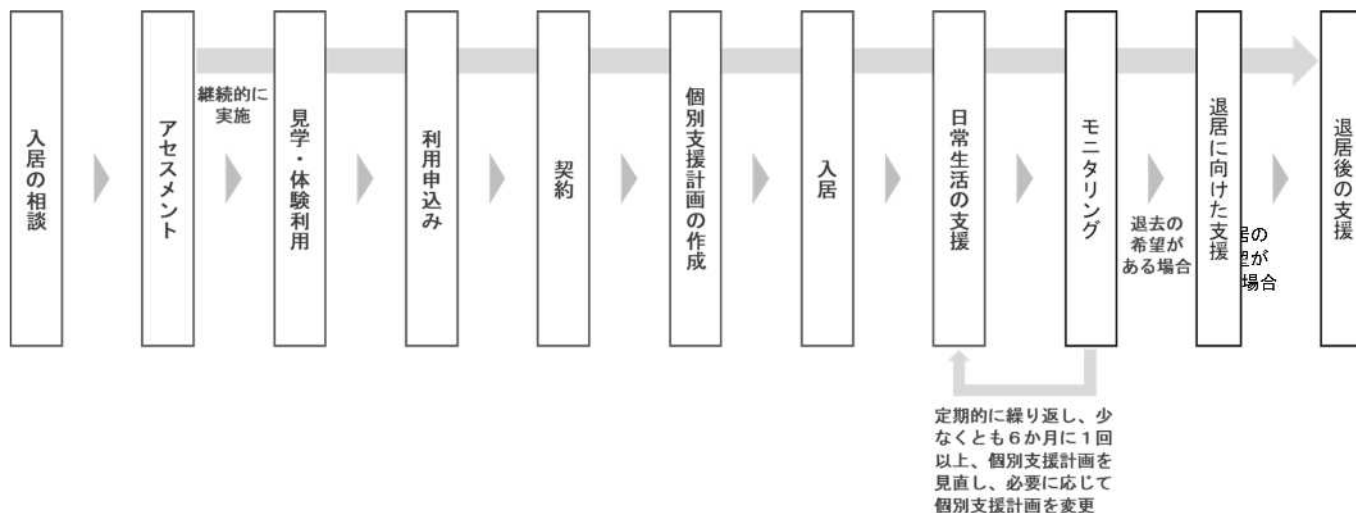 入居の相談
アセスメント
継続的に
実施
見学・体験利用
利用申込み
契約
個別支援計画の作成
入居
日常生活の支援
モニタリング
退去の
希望が
ある場合
退居に向けた支援
居の
望が
場合
退居後の支援
定期的に繰り返し、少
なくとも６か月に１回
以上、個別支援計画を
見直し、必要に応じて
個別支援計画を変更